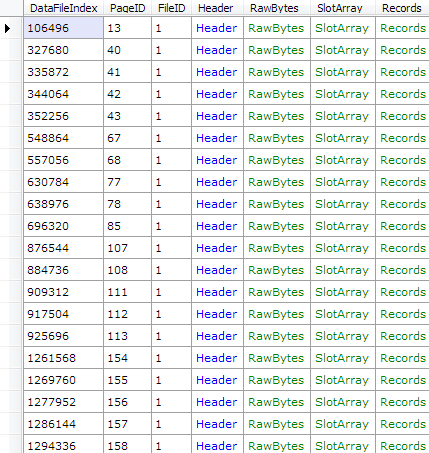 DataFileIndex PageID FileID Header RawBytes SlotArray Records
106496 13 1 Header RawBytes SlotArray Records
327680 40 1 Header RawBytes SlotArray Records
335872 41 1 Header RawBytes SlotArray Records
344064 42 1 Header RawBytes SlotArray Records
352256 43 1 Header RawBytes SlotArray Records
548864 67 1 Header RawBytes SlotArray Records
557056 68 1 Header RawBytes SlotArray Records
630784 77 1 Header RawBytes SlotArray Records
638976 78 1 Header RawBytes SlotArray Records
696320 85 1 Header RawBytes SlotArray Records
876544 107 1 Header RawBytes SlotArray Records
884736 108 1 Header RawBytes SlotArray Records
909312 111 1 Header RawBytes SlotArray Records
917504 112 1 Header RawBytes SlotArray Records
925696 113 1 Header RawBytes SlotArray Records
1261568 154 1 Header RawBytes SlotArray Records
1269760 155 1 Header RawBytes SlotArray Records
1277952 156 1 Header RawBytes SlotArray Records
1286144 157 1 Header RawBytes SlotArray Records
1294336 158 1 Header RawBytes SlotArray Records